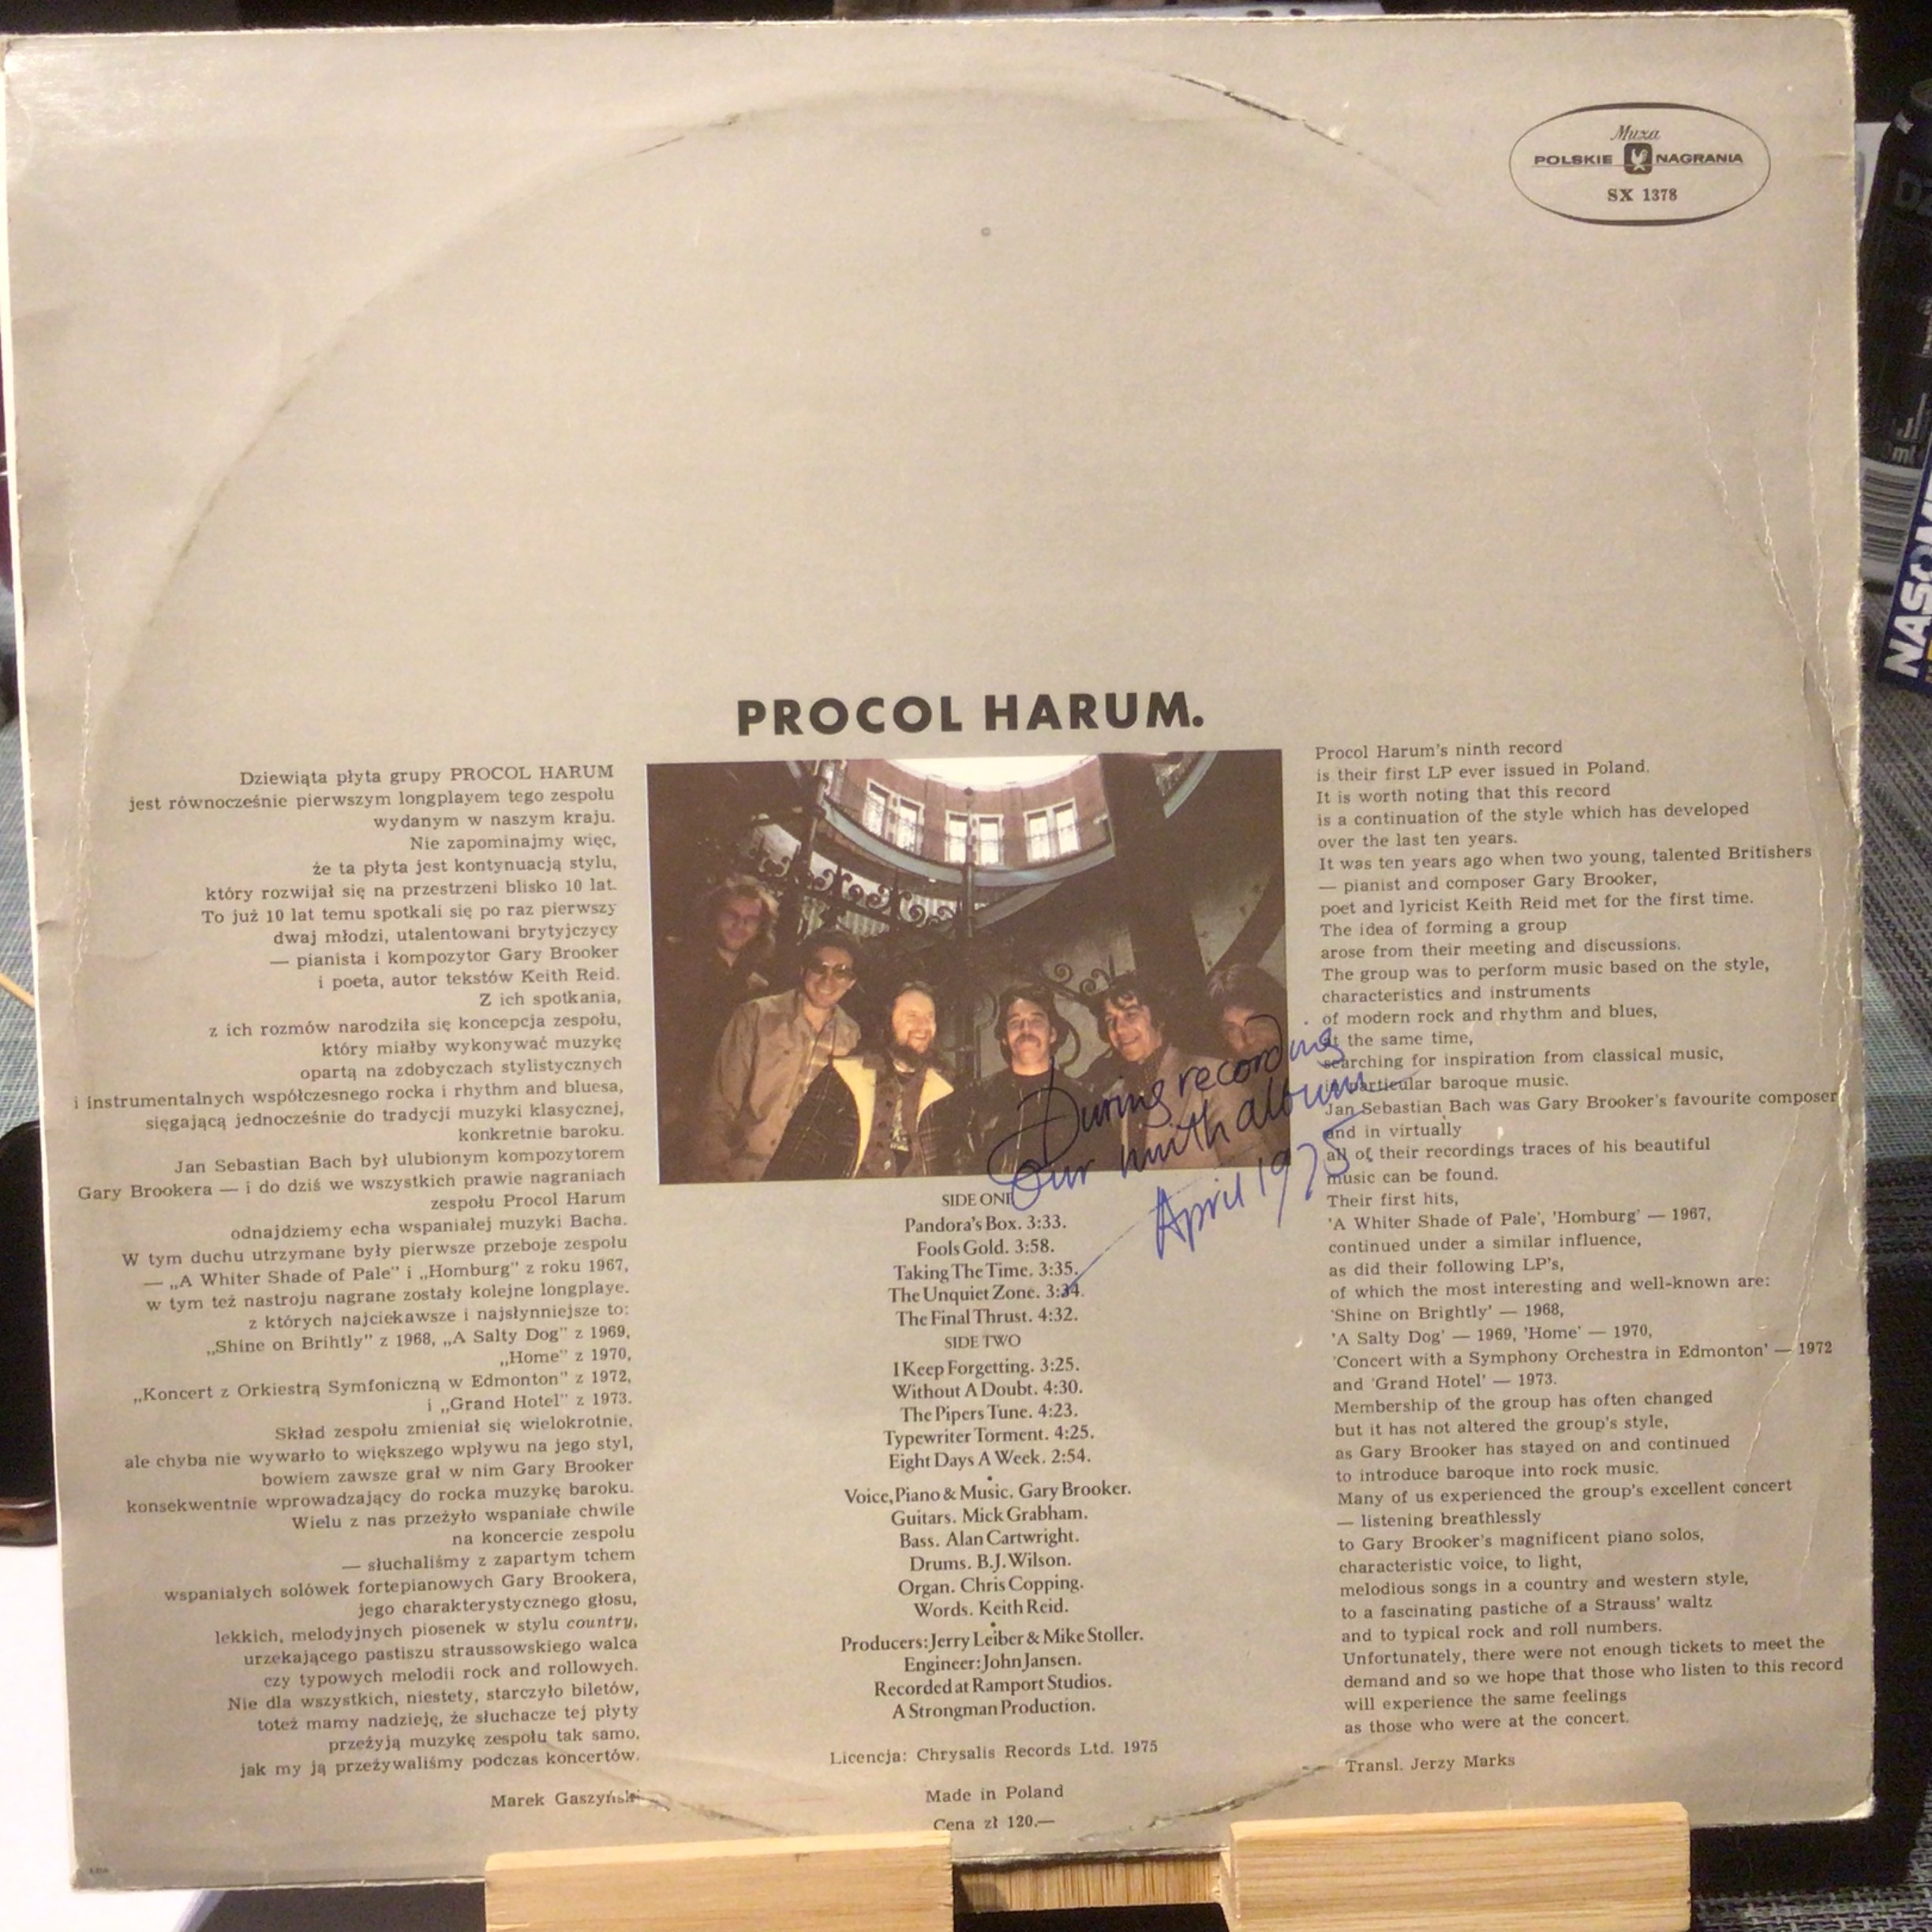 Muza
POLSKIE NAGRANIA
SX 1378
PROCOL HARUM.
Dziewiąta płyta grupy PROCOL HARUM
jest równocześnie pierwszym longplayem tego zespołu
wydanym w naszym kraju.
Nie zapominajmy więc,
że ta płyta jest kontynuacją stylu,
który rozwijał się na przestrzeni blisko 10 lat.
To już 10 lat temu spotkali się po raz pierwszy
dwaj młodzi, utalentowani brytyjczycy
— pianista i kompozytor Gary Brooker
i poeta, autor tekstów Keith Reid.
Z ich spotkania,
z ich rozmów narodziła się koncepcja zespołu,
który miałby wykonywać muzykę
opartą na zdobyczach stylistycznych
i instrumentalnych współczesnego rocka i rhythm and bluesa,
sięgającą jednocześnie do tradycji muzyki klasycznej,
konkretnie baroku.
Jan Sebastian Bach był ulubionym kompozytorem
Gary Brookera — i do dziś we wszystkich prawie nagraniach
zespołu Procol Harum
odnajdziemy echa wspaniałej muzyki Bacha.
W tym duchu utrzymane były pierwsze przeboje zespołu
— „A Whiter Shade of Pale" i „Homburg" z roku 1967,
w tym też nastroju nagrane zostały kolejne longplaye.
z których najciekawsze i najsłynniejsze to:
„Shine on Brihtly" z 1968, „A Salty Dog" z 1969,
„Home" z 1970,
„Koncert z Orkiestrą Symfoniczną w Edmonton" z 1972,
i „Grand Hotel" z 1973.
Skład zespołu zmieniał się wielokrotnie,
ale chyba nie wywarło to większego wpływu na jego styl,
bowiem zawsze grał w nim Gary Brooker
konsekwentnie wprowadzający do rocka muzykę baroku.
Wielu z nas przeżyło wspaniałe chwile
na koncercie zespołu
— słuchaliśmy z zapartym tchem
wspaniałych solówek fortepianowych Gary Brookera,
jego charakterystycznego głosu,
lekkich, melodyjnych piosenek w stylu country,
urzekającego pastiszu straussowskiego walca
czy typowych melodii rock and rollowych.
Nie dla wszystkich, niestety, starczyło biletów,
toteż mamy nadzieję, że słuchacze tej płyty
przeżyją muzykę zespołu tak samo,
jak my ją przeżywaliśmy podczas koncertów.
Marek Gaszyński
During recording
our ninth album
April 1975
SIDE ONE
Pandora's Box. 3:33.
Fools Gold. 3:58.
Taking The Time. 3:35.
The Unquiet Zone. 3:34.
The Final Thrust. 4:32.
SIDE TWO
I Keep Forgetting. 3:25.
Without A Doubt. 4:30.
The Pipers Tune. 4:23.
Typewriter Torment. 4:25.
Eight Days A Week. 2:54.
Voice, Piano & Music. Gary Brooker.
Guitars. Mick Grabham.
Bass. Alan Cartwright.
Drums. B.J. Wilson.
Organ. Chris Copping.
Words. Keith Reid.
Producers: Jerry Leiber & Mike Stoller.
Engineer: John Jansen.
Recorded at Ramport Studios.
A Strongman Production.
Licencja: Chrysalis Records Ltd. 1975
Made in Poland
Cena zł 120.—
Procol Harum's ninth record
is their first LP ever issued in Poland.
It is worth noting that this record
is a continuation of the style which has developed
over the last ten years.
It was ten years ago when two young, talented Britishers
— pianist and composer Gary Brooker,
poet and lyricist Keith Reid met for the first time.
The idea of forming a group
arose from their meeting and discussions.
The group was to perform music based on the style,
characteristics and instruments
of modern rock and rhythm and blues,
at the same time,
searching for inspiration from classical music,
in particular baroque music.
Jan Sebastian Bach was Gary Brooker's favourite composer
and in virtually
all of their recordings traces of his beautiful
music can be found.
Their first hits,
'A Whiter Shade of Pale', 'Homburg' — 1967,
continued under a similar influence,
as did their following LP's,
of which the most interesting and well-known are:
'Shine on Brightly' — 1968,
'A Salty Dog' — 1969, 'Home' — 1970,
'Concert with a Symphony Orchestra in Edmonton' — 1972
and 'Grand Hotel' — 1973.
Membership of the group has often changed
but it has not altered the group's style,
as Gary Brooker has stayed on and continued
to introduce baroque into rock music.
Many of us experienced the group's excellent concert
— listening breathlessly
to Gary Brooker's magnificent piano solos,
characteristic voice, to light,
melodious songs in a country and western style,
to a fascinating pastiche of a Strauss' waltz
and to typical rock and roll numbers.
Unfortunately, there were not enough tickets to meet the
demand and so we hope that those who listen to this record
will experience the same feelings
as those who were at the concert.
Transl. Jerzy Marks